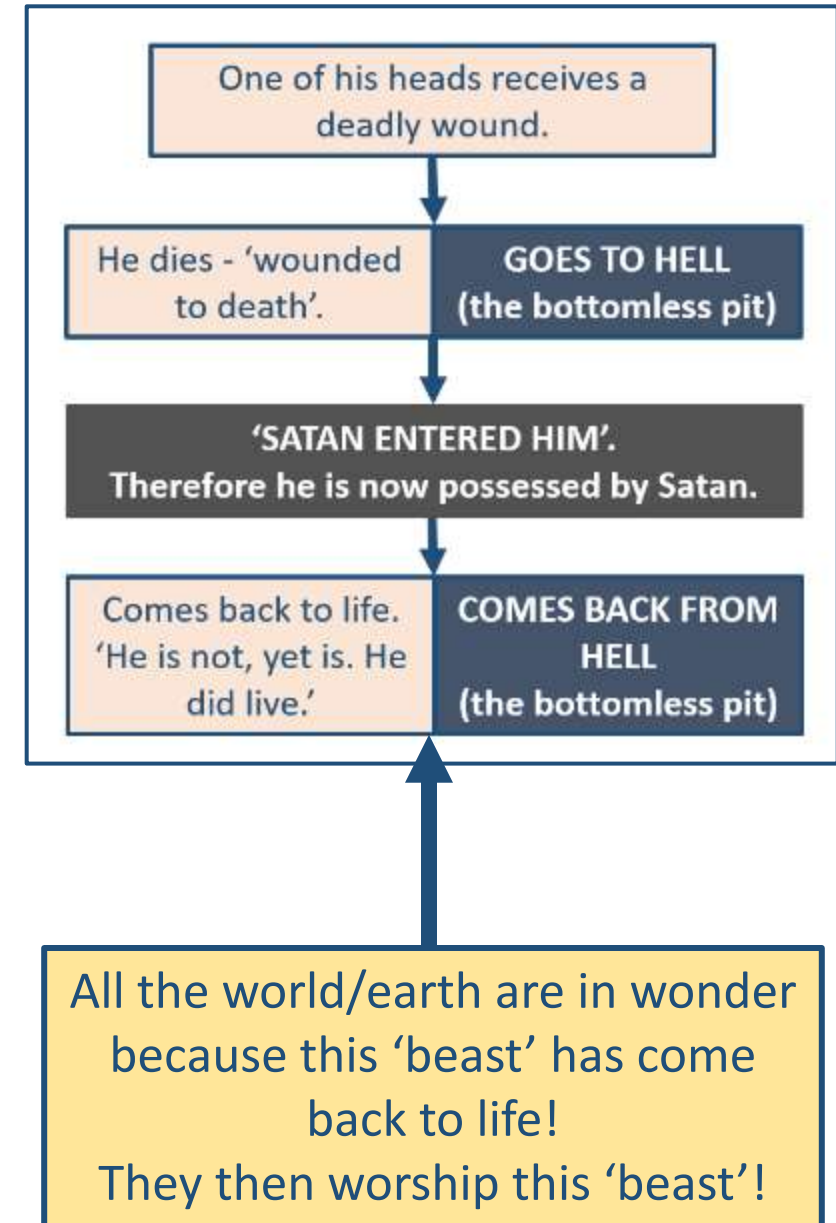 One of his heads receives a
deadly wound.
He dies - ‘wounded
to death’.
GOES TO HELL
(the bottomless pit)
‘SATAN ENTERED HIM’.
Therefore he is now possessed by Satan.
Comes back to life.
‘He is not, yet is. He
did live.’
COMES BACK FROM
HELL
(the bottomless pit)
All the world/earth are in wonder
because this ‘beast’ has come
back to life!
They then worship this ‘beast’!